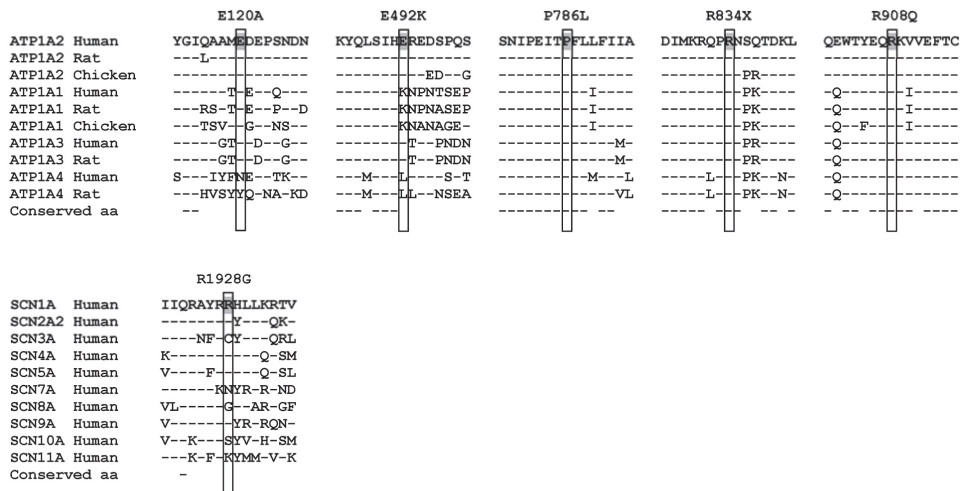 E120A E492K P786L R834X R908Q
ATP1A2 Human YGIQAAMEDEPSNDN KYQLSIHEREDSPQS SNIPEITPFLLFIIA DIMKRQPRNSQTDKL QEWTYEQRKVVEFTC
ATP1A2 Rat ---L----------- --------------- --------------- --------------- ---------------
ATP1A2 Chicken --------------- ----------ED--G --------------- ---------PR---- ---------------
ATP1A1 Human ------T-E--Q--- -------KNPNTSEP ----------I---- ---------PK---- -Q-------I-----
ATP1A1 Rat ---RS-T-E--P--D -------KNPNASEP ----------I---- ---------PK---- -Q-------I-----
ATP1A1 Chicken ---TSV--G--NS-- -------KNANAGE- ----------I---- ---------PK---- -Q--F----I-----
ATP1A3 Human -----GT--D--G-- --------T--PNDN -------------M- ---------PR---- -Q-------------
ATP1A3 Rat -----GT--D--G-- --------T--PNDN -------------M- ---------PR---- -Q-------------
ATP1A4 Human S---IYFNE--TK-- ---M---L----S-T ----------M---L -----L---PK--N- -Q-------------
ATP1A4 Rat ---HVSYYQ-NA-KD ---M---LL--NSEA -------------VL -----L---PK--N- -Q-------------
Conserved aa
R1928G
SCN1A Human IIQRAYRRHLLKRTV
SCN2A2 Human --------Y---QK-
SCN3A Human ----NF-CY---QRL
SCN4A Human K----------Q-SM
SCN5A Human V----F-----Q-SL
SCN7A Human ------KNYR-R-ND
SCN8A Human VL-----G--AR-GF
SCN9A Human V-------YR-RQN-
SCN10A Human V--K---SYV-H-SM
SCN11A Human ---K-F-KYMM-V-K
Conserved aa